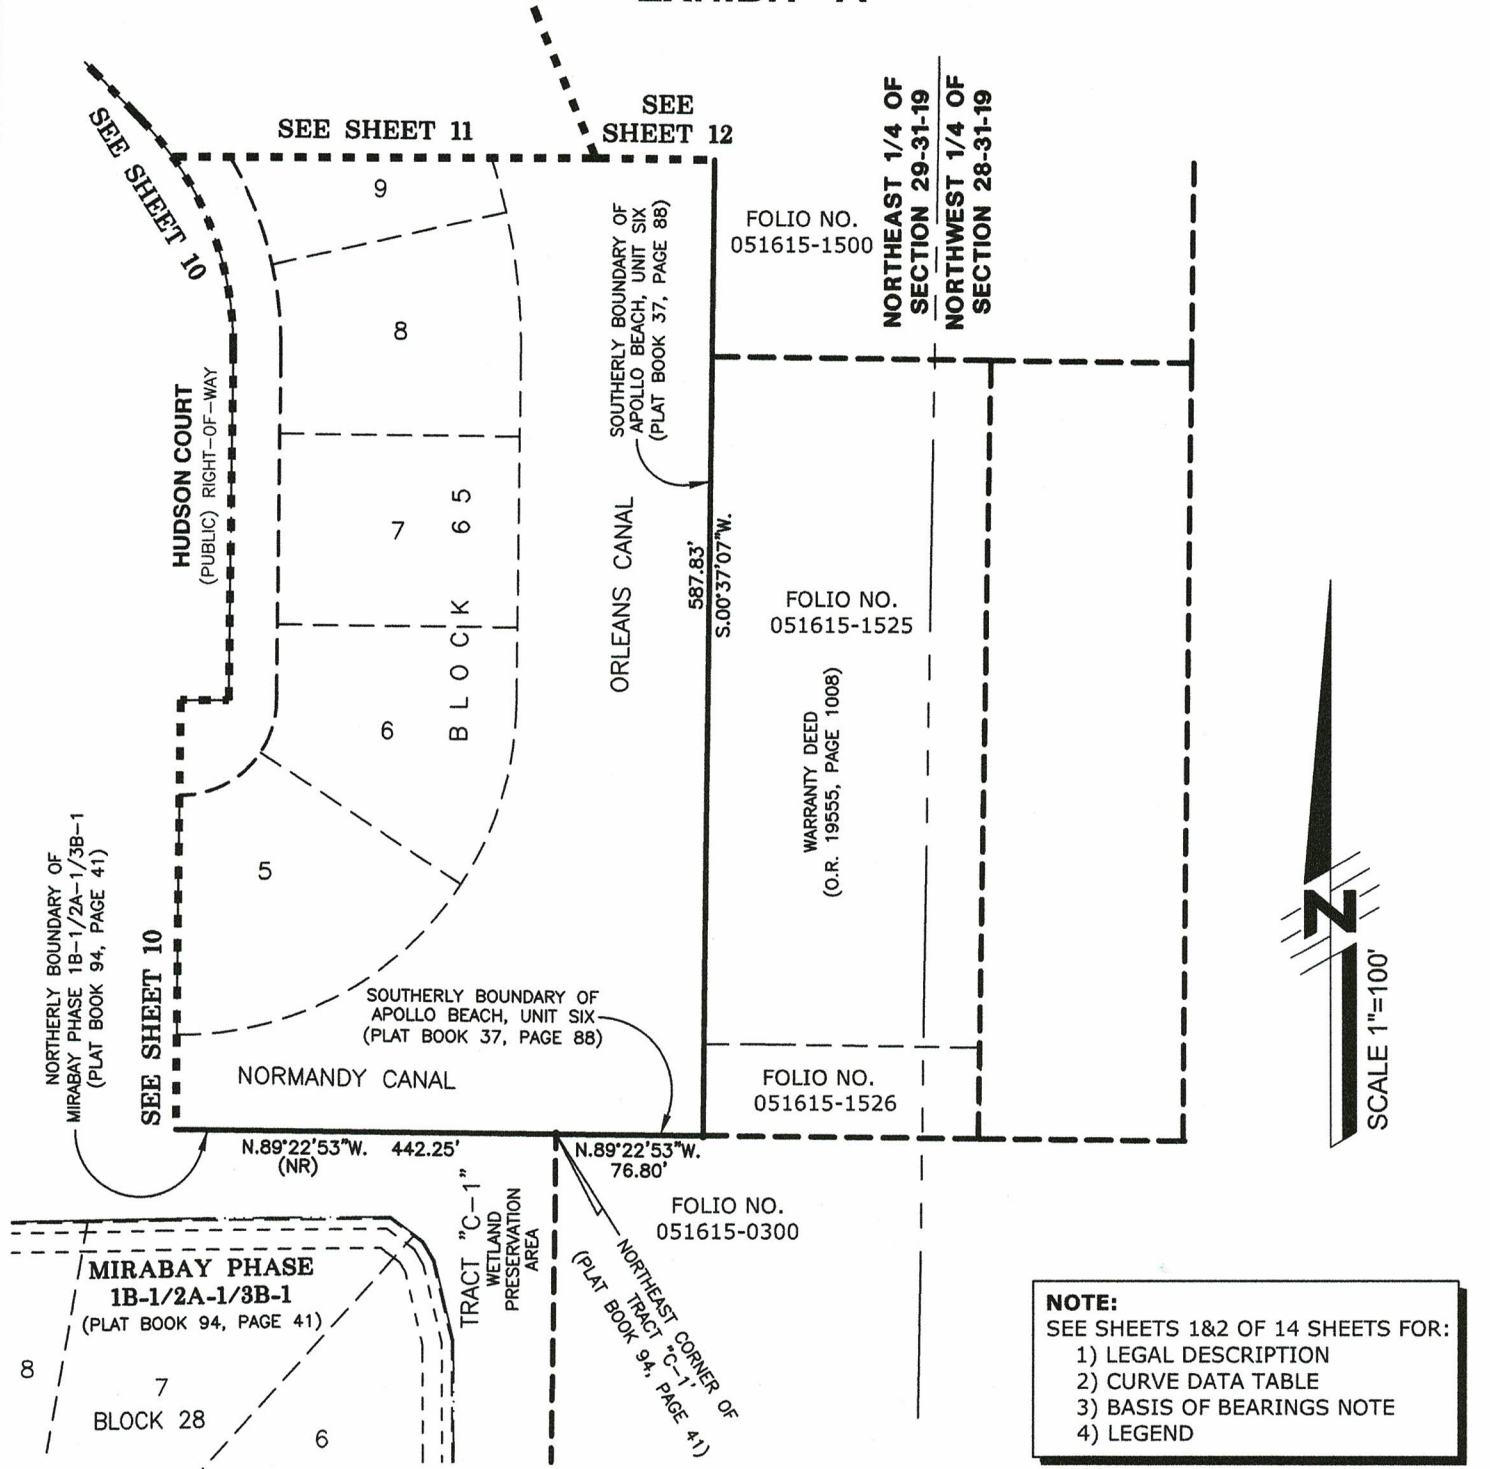 SEE SHEET 10
SEE SHEET 11
SEE
SHEET 12
9
8
7
6
5
BLOCK 65
HUDSON COURT
(PUBLIC) RIGHT-OF-WAY
SOUTHERLY BOUNDARY OF
APOLLO BEACH, UNIT SIX
(PLAT BOOK 37, PAGE 88)
ORLEANS CANAL
587.83'
S.00°37'07"W.
FOLIO NO.
051615-1500
NORTHEAST 1/4 OF
SECTION 29-31-19
NORTHWEST 1/4 OF
SECTION 28-31-19
FOLIO NO.
051615-1525
WARRANTY DEED
(O.R. 19555, PAGE 1008)
NORTHERLY BOUNDARY OF
MIRABAY PHASE 1B-1/2A-1/3B-1
(PLAT BOOK 94, PAGE 41)
SEE SHEET 10
SOUTHERLY BOUNDARY OF
APOLLO BEACH, UNIT SIX
(PLAT BOOK 37, PAGE 88)
NORMANDY CANAL
FOLIO NO.
051615-1526
N.89°22'53"W. 442.25'
(NR)
N.89°22'53"W.
76.80'
TRACT "C-1"
WETLAND
PRESERVATION
AREA
FOLIO NO.
051615-0300
NORTHEAST CORNER OF
TRACT "C-1'
(PLAT BOOK 94, PAGE 41)
MIRABAY PHASE
1B-1/2A-1/3B-1
(PLAT BOOK 94, PAGE 41)
8
7
BLOCK 28
6
N
SCALE 1"=100'
NOTE:
SEE SHEETS 1&2 OF 14 SHEETS FOR:
1) LEGAL DESCRIPTION
2) CURVE DATA TABLE
3) BASIS OF BEARINGS NOTE
4) LEGEND